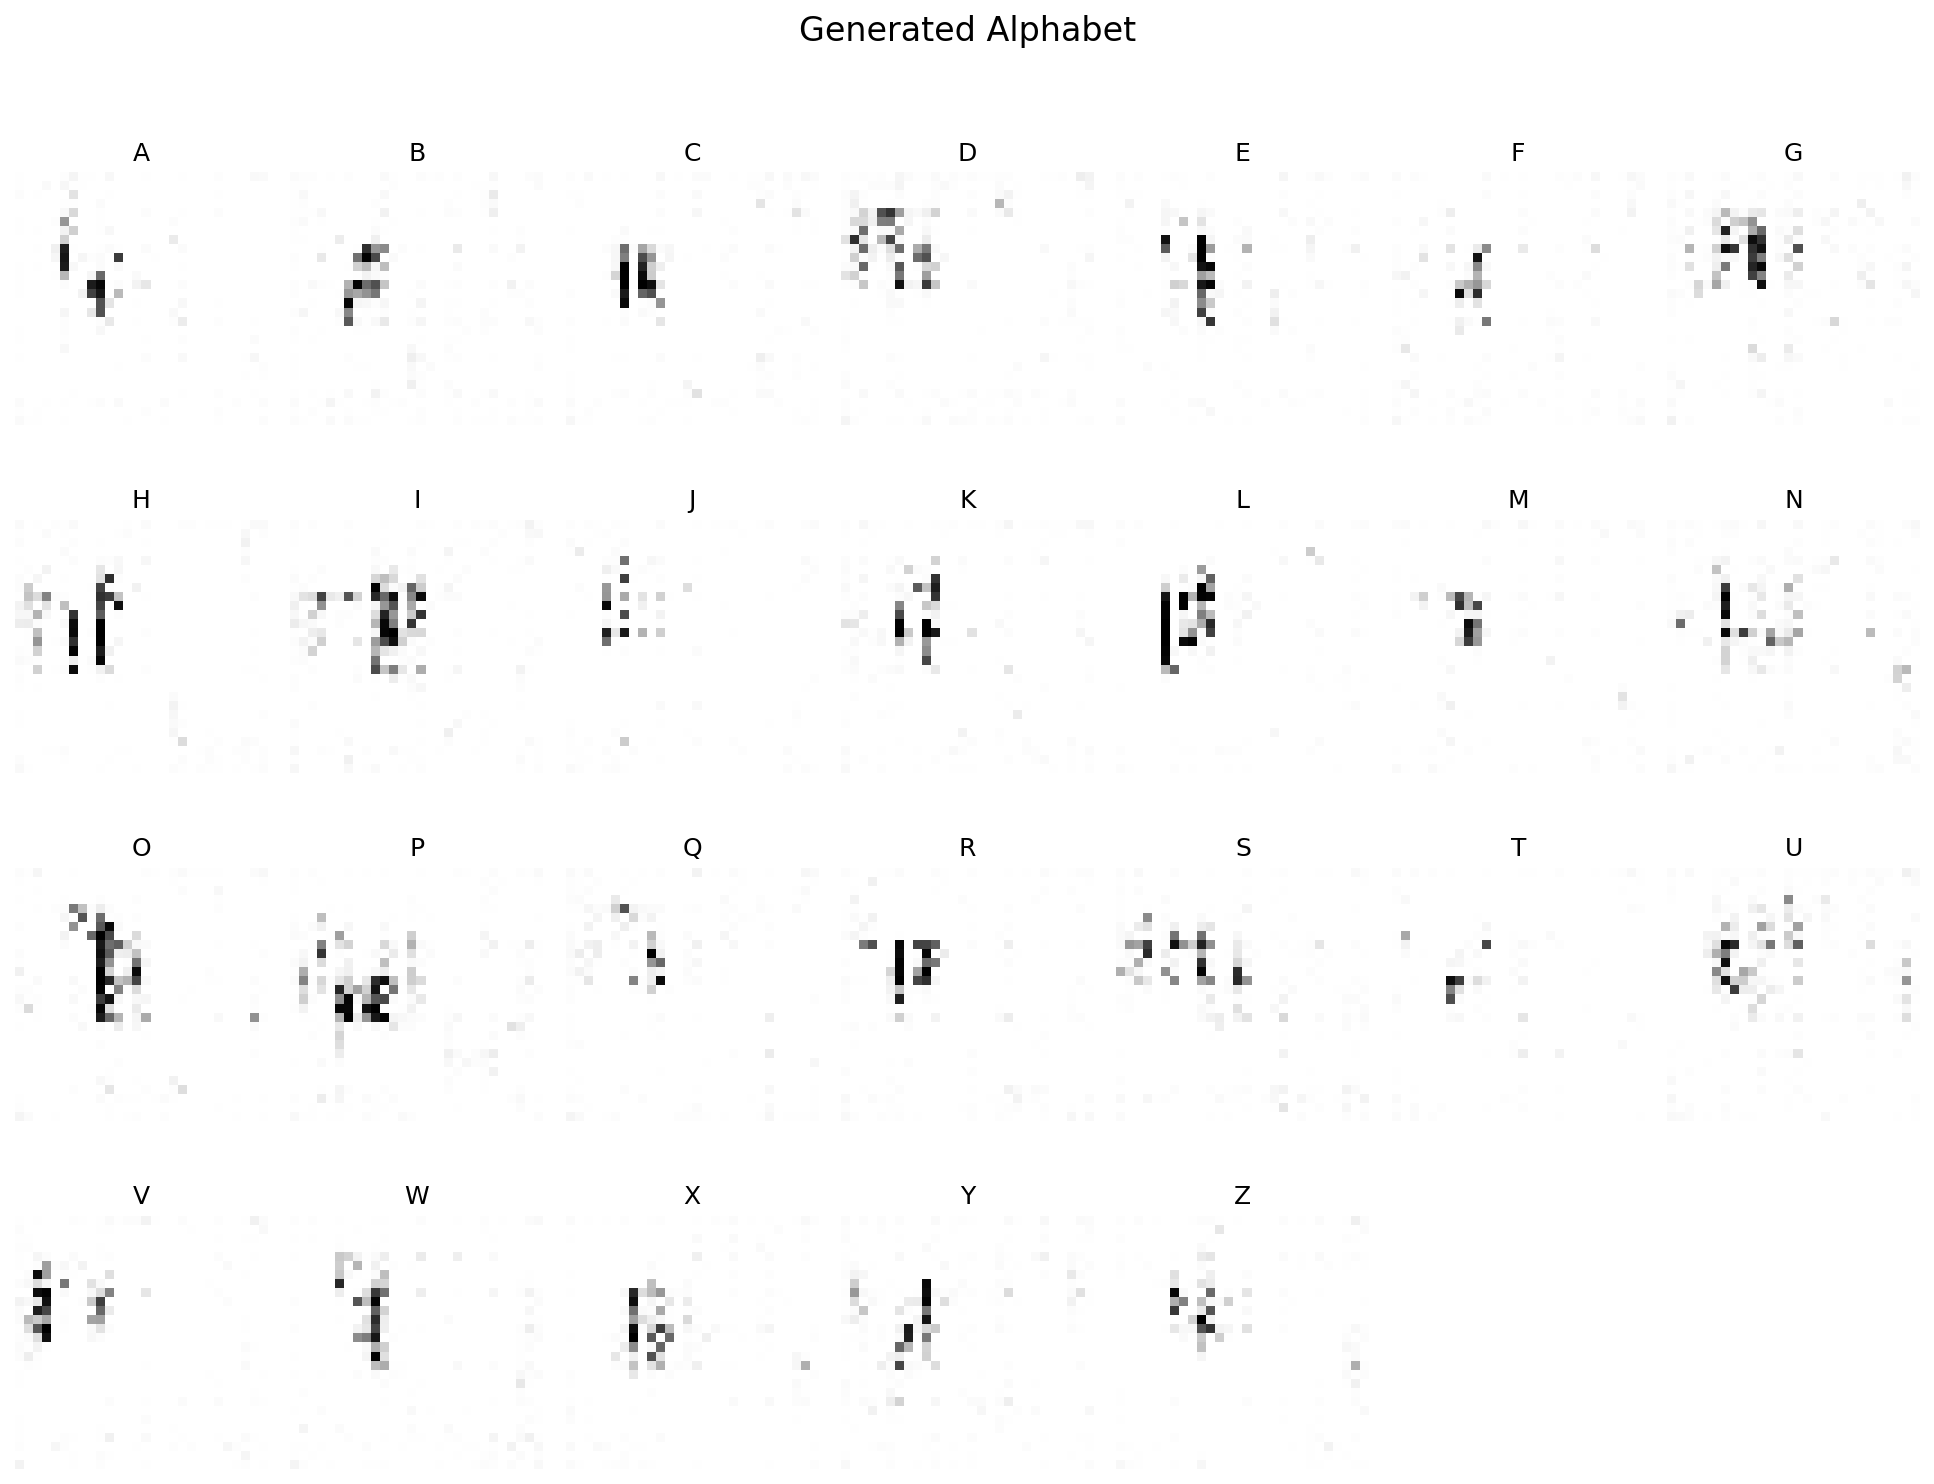 Generated Alphabet
A B C D E F G
H I J K L M N
O P Q R S T U
V W X Y Z